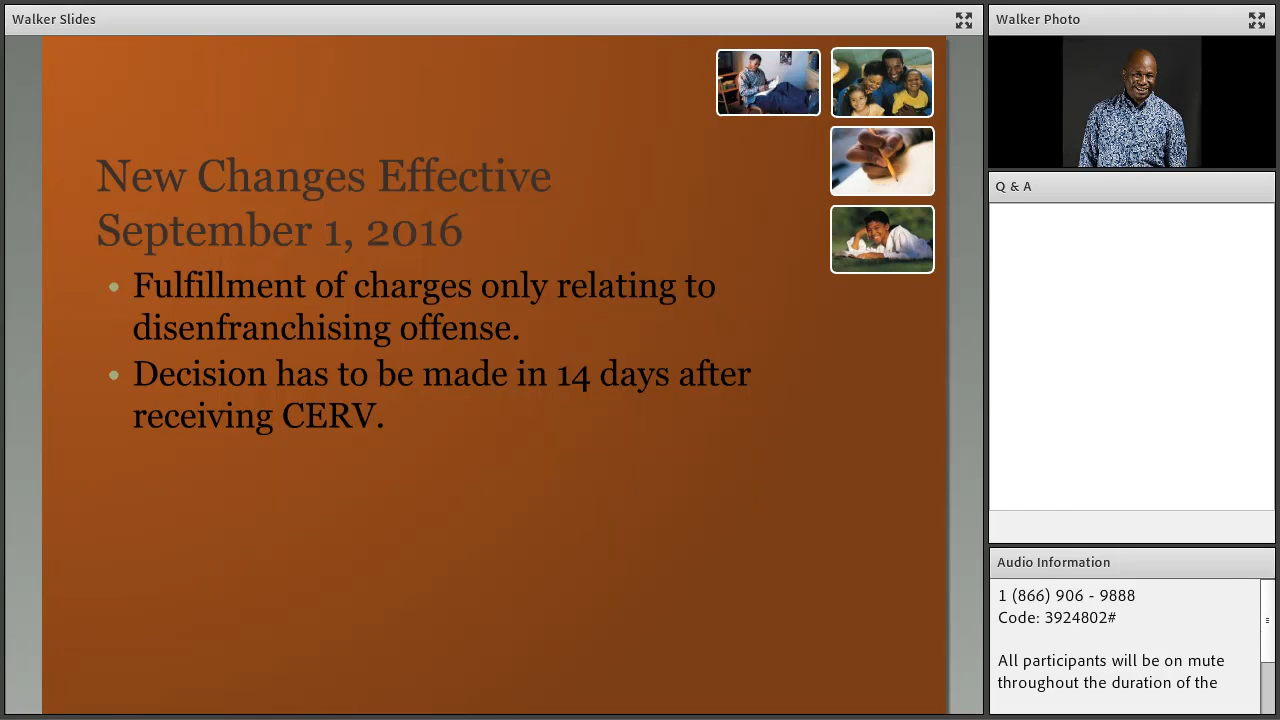 Walker Slides
New Changes Effective
September 1, 2016
• Fulfillment of charges only relating to
disenfranchising offense.
• Decision has to be made in 14 days after
receiving CERV.
Walker Photo
Q & A
Audio Information
1 (866) 906 - 9888
Code: 3924802#
All participants will be on mute
throughout the duration of the